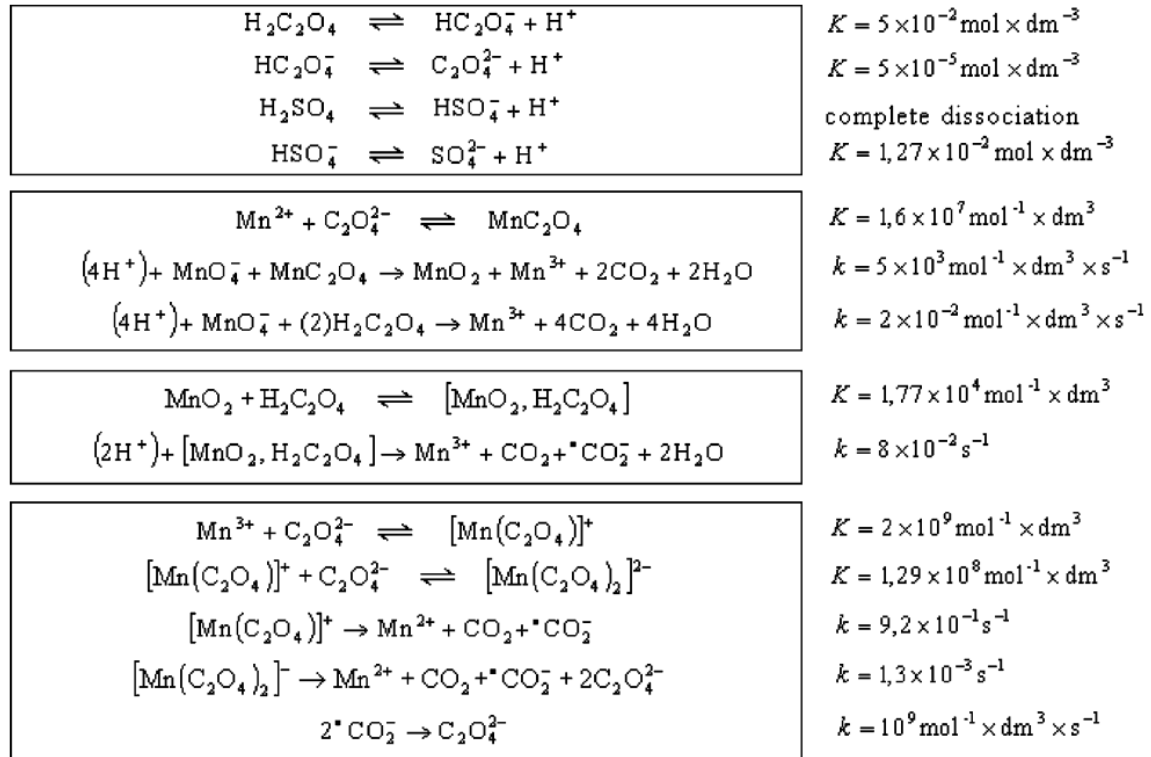 H₂C₂O₄ ⇌ HC₂O₄⁻ + H⁺ K = 5×10⁻² mol × dm⁻³
HC₂O₄⁻ ⇌ C₂O₄²⁻ + H⁺ K = 5×10⁻⁵ mol × dm⁻³
H₂SO₄ ⇌ HSO₄⁻ + H⁺ complete dissociation
HSO₄⁻ ⇌ SO₄²⁻ + H⁺ K = 1,27×10⁻² mol × dm⁻³
Mn²⁺ + C₂O₄²⁻ ⇌ MnC₂O₄ K = 1,6×10⁷ mol⁻¹ × dm³
(4H⁺)+ MnO₄⁻ + MnC₂O₄ → MnO₂ + Mn³⁺ + 2CO₂ + 2H₂O k = 5×10³ mol⁻¹ × dm³ × s⁻¹
(4H⁺)+ MnO₄⁻ + (2)H₂C₂O₄ → Mn³⁺ + 4CO₂ + 4H₂O k = 2×10⁻² mol⁻¹ × dm³ × s⁻¹
MnO₂ + H₂C₂O₄ ⇌ [MnO₂, H₂C₂O₄] K = 1,77×10⁴ mol⁻¹ × dm³
(2H⁺)+ [MnO₂, H₂C₂O₄] → Mn³⁺ + CO₂ + •CO₂⁻ + 2H₂O k = 8×10⁻² s⁻¹
Mn³⁺ + C₂O₄²⁻ ⇌ [Mn(C₂O₄)]⁺ K = 2×10⁹ mol⁻¹ × dm³
[Mn(C₂O₄)]⁺ + C₂O₄²⁻ ⇌ [Mn(C₂O₄)₂]²⁻ K = 1,29×10⁸ mol⁻¹ × dm³
[Mn(C₂O₄)]⁺ → Mn²⁺ + CO₂ + •CO₂⁻ k = 9,2×10⁻¹ s⁻¹
[Mn(C₂O₄)₂]⁻ → Mn²⁺ + CO₂ + •CO₂⁻ + 2C₂O₄²⁻ k = 1,3×10⁻³ s⁻¹
2•CO₂⁻ → C₂O₄²⁻ k = 10⁹ mol⁻¹ × dm³ × s⁻¹